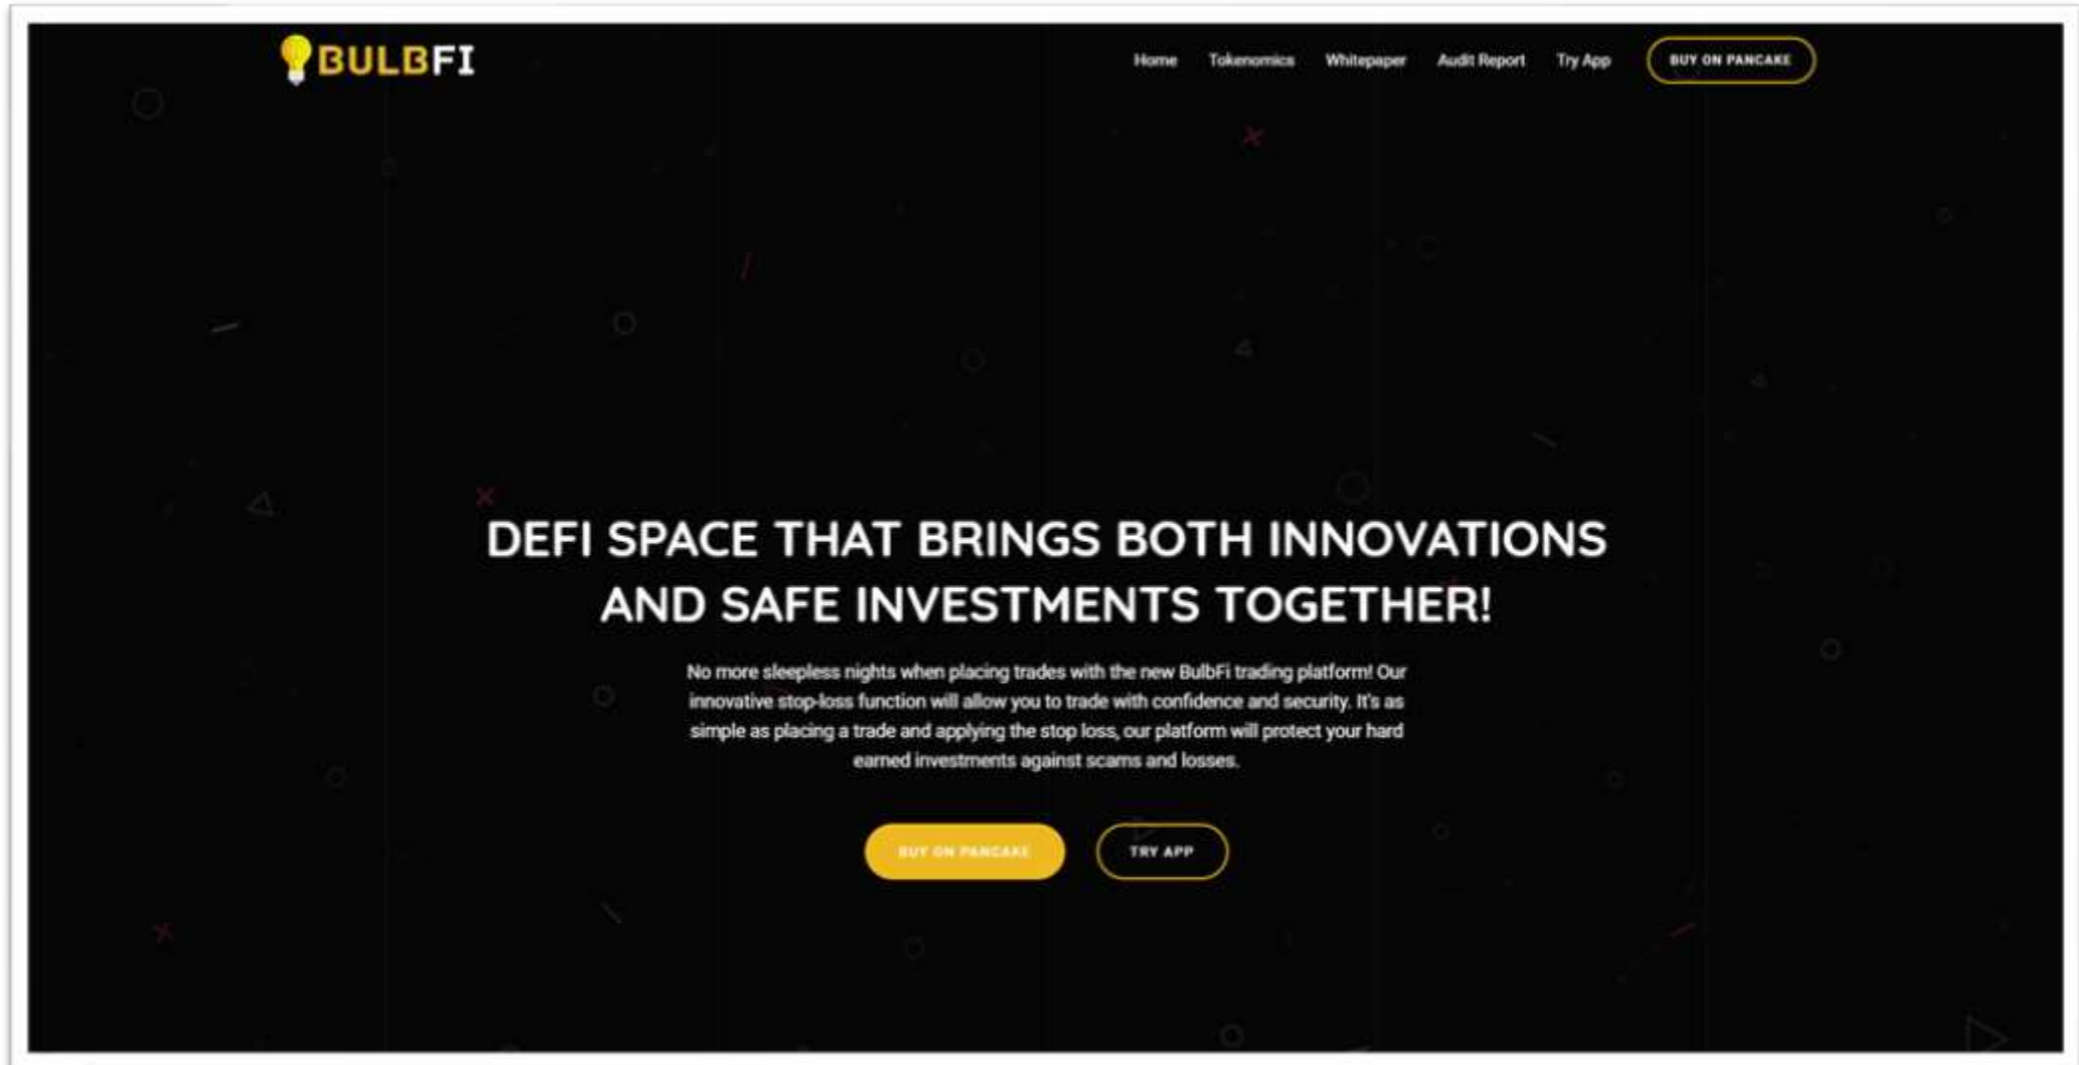 BULBFI
Home Tokenomics Whitepaper Audit Report Try App BUY ON PANCAKE
DEFI SPACE THAT BRINGS BOTH INNOVATIONS
AND SAFE INVESTMENTS TOGETHER!
No more sleepless nights when placing trades with the new BulbFi trading platform! Our
innovative stop-loss function will allow you to trade with confidence and security. It's as
simple as placing a trade and applying the stop loss, our platform will protect your hard
earned investments against scams and losses.
BUY ON PANCAKE TRY APP